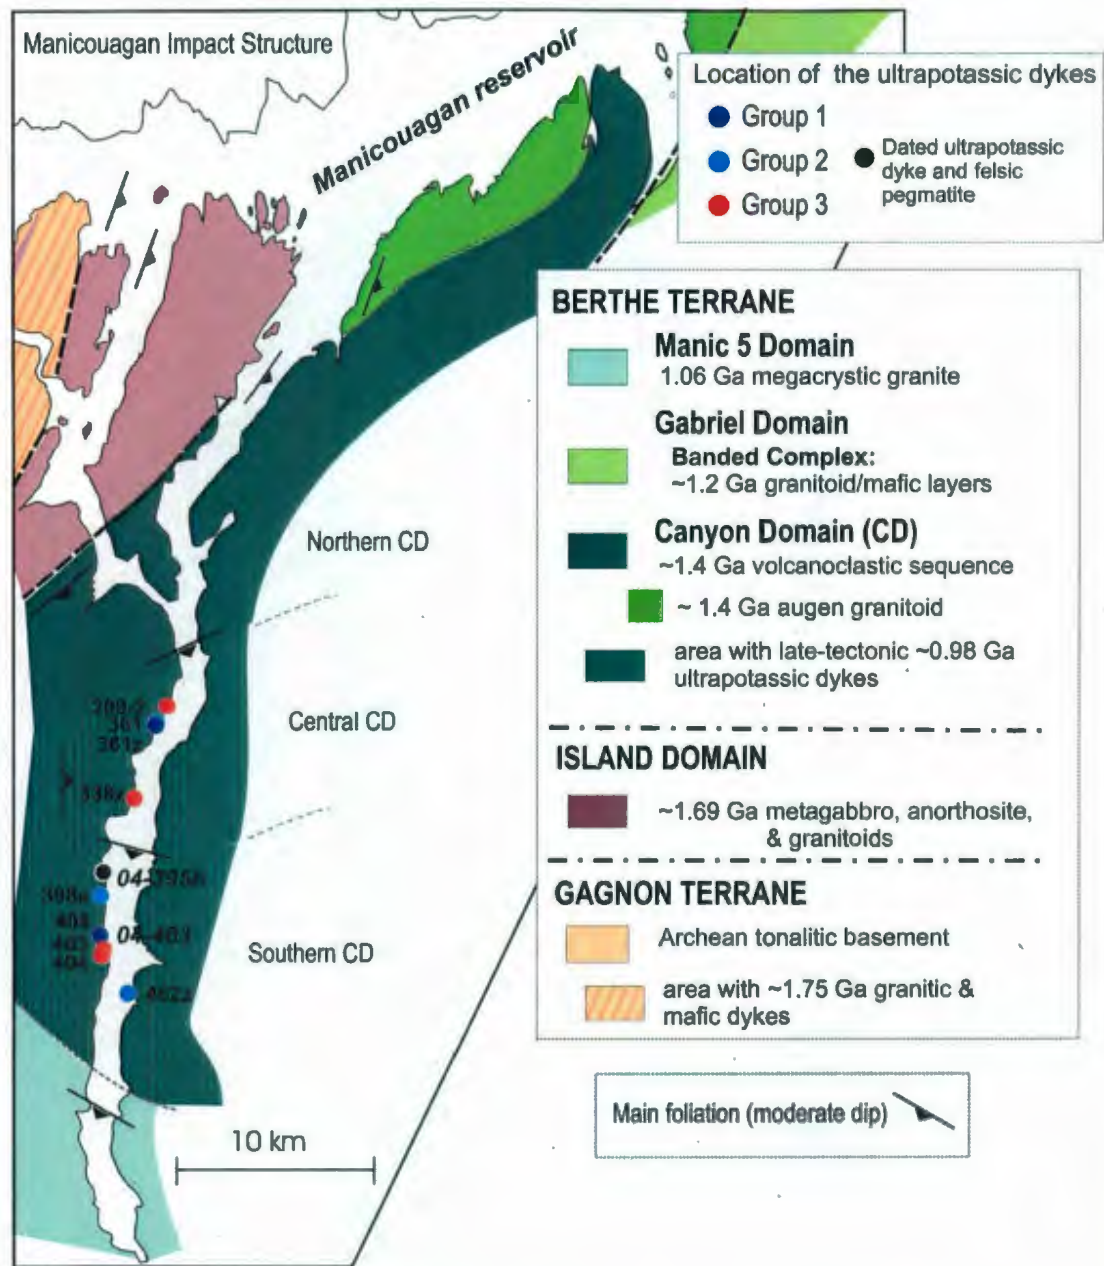 Manicouagan Impact Structure
Manicouagan reservoir
Location of the ultrapotassic dykes
Group 1
Group 2
Group 3
Dated ultrapotassic
dyke and felsic
pegmatite
BERTHE TERRANE
Manic 5 Domain
1.06 Ga megacrystic granite
Gabriel Domain
Banded Complex:
~1.2 Ga granitoid/mafic layers
Canyon Domain (CD)
~1.4 Ga volcanoclastic sequence
~ 1.4 Ga augen granitoid
area with late-tectonic ~0.98 Ga
ultrapotassic dykes
ISLAND DOMAIN
~1.69 Ga metagabbro, anorthosite,
& granitoids
GAGNON TERRANE
Archean tonalitic basement
area with ~1.75 Ga granitic &
mafic dykes
Main foliation (moderate dip)
Northern CD
Central CD
Southern CD
361
404
10 km